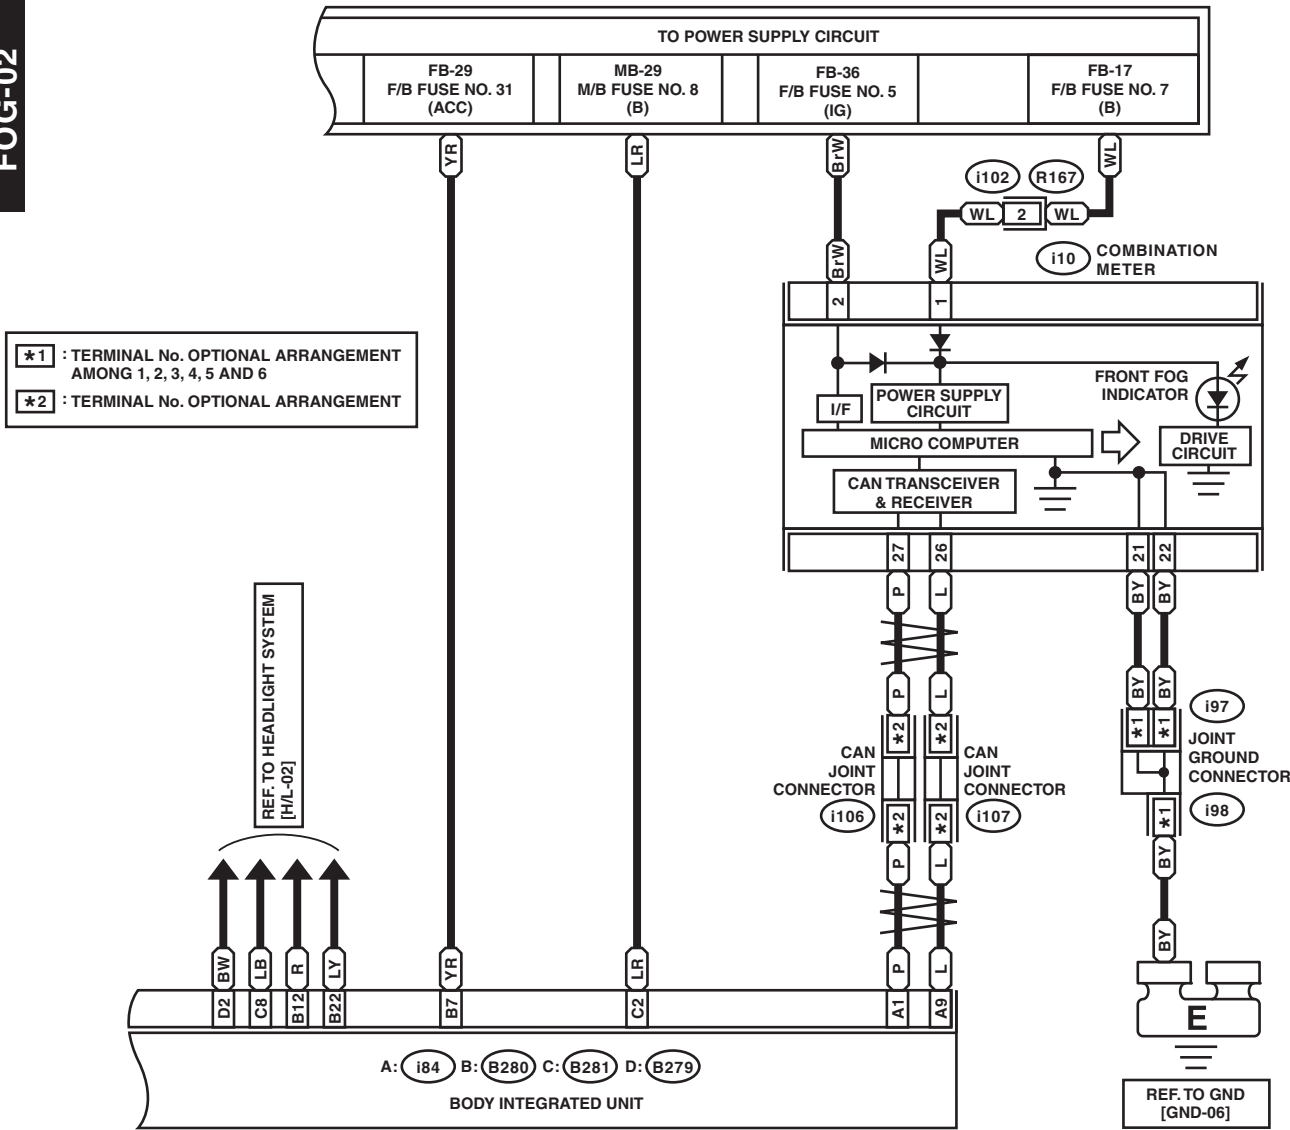 FOG-02
TO POWER SUPPLY CIRCUIT
FB-29
F/B FUSE NO. 31
(ACC)
MB-29
M/B FUSE NO. 8
(B)
FB-36
F/B FUSE NO. 5
(IG)
FB-17
F/B FUSE NO. 7
(B)
YR
LR
BrW
WL
i102
R167
WL
2
WL
BrW
WL
i10
COMBINATION
METER
2
1
*1 : TERMINAL No. OPTIONAL ARRANGEMENT
AMONG 1, 2, 3, 4, 5 AND 6
*2 : TERMINAL No. OPTIONAL ARRANGEMENT
FRONT FOG
INDICATOR
I/F
POWER SUPPLY
CIRCUIT
MICRO COMPUTER
DRIVE
CIRCUIT
CAN TRANSCEIVER
& RECEIVER
27
26
21
22
P
L
BY
BY
REF. TO HEADLIGHT SYSTEM
[H/L-02]
P
L
BY
BY
i97
*2
*2
*1
*1
CAN
JOINT
CONNECTOR
i106
CAN
JOINT
CONNECTOR
i107
JOINT
GROUND
CONNECTOR
i98
*2
*2
*1
P
L
BY
BW
LB
R
LY
YR
LR
P
L
BY
D2
C8
B12
B22
B7
C2
A1
A9
E
A: i84 B: B280 C: B281 D: B279
BODY INTEGRATED UNIT
REF. TO GND
[GND-06]